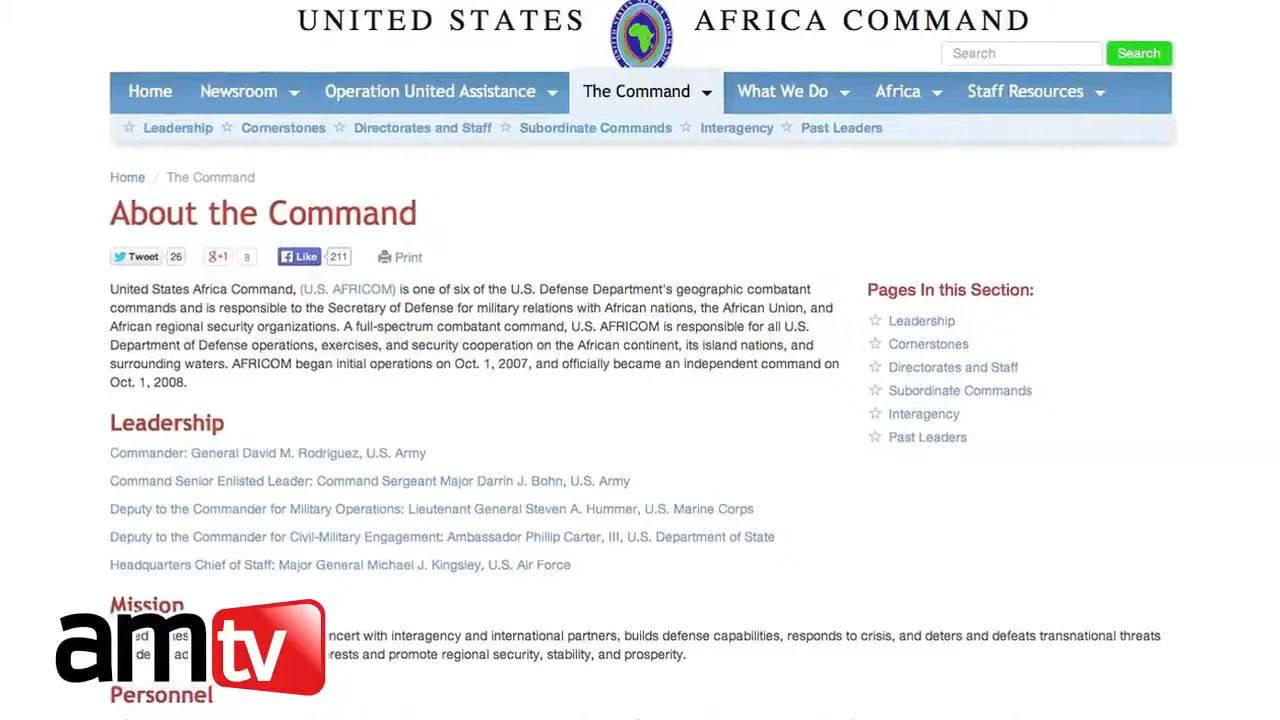 UNITED STATES AFRICA COMMAND
Search Search
Home Newsroom Operation United Assistance The Command What We Do Africa Staff Resources
Leadership Cornerstones Directorates and Staff Subordinate Commands Interagency Past Leaders
Home / The Command
About the Command
Tweet 26 g+1 8 Like 211 Print
United States Africa Command, (U.S. AFRICOM) is one of six of the U.S. Defense Department's geographic combatant
commands and is responsible to the Secretary of Defense for military relations with African nations, the African Union, and
African regional security organizations. A full-spectrum combatant command, U.S. AFRICOM is responsible for all U.S.
Department of Defense operations, exercises, and security cooperation on the African continent, its island nations, and
surrounding waters. AFRICOM began initial operations on Oct. 1, 2007, and officially became an independent command on
Oct. 1, 2008.
Pages In this Section:
Leadership
Cornerstones
Directorates and Staff
Subordinate Commands
Interagency
Past Leaders
Leadership
Commander: General David M. Rodriguez, U.S. Army
Command Senior Enlisted Leader: Command Sergeant Major Darrin J. Bohn, U.S. Army
Deputy to the Commander for Military Operations: Lieutenant General Steven A. Hummer, U.S. Marine Corps
Deputy to the Commander for Civil-Military Engagement: Ambassador Phillip Carter, III, U.S. Department of State
Headquarters Chief of Staff: Major General Michael J. Kingsley, U.S. Air Force
Mission
ncert with interagency and international partners, builds defense capabilities, responds to crisis, and deters and defeats transnational threats
rests and promote regional security, stability, and prosperity.
amtv
Personnel